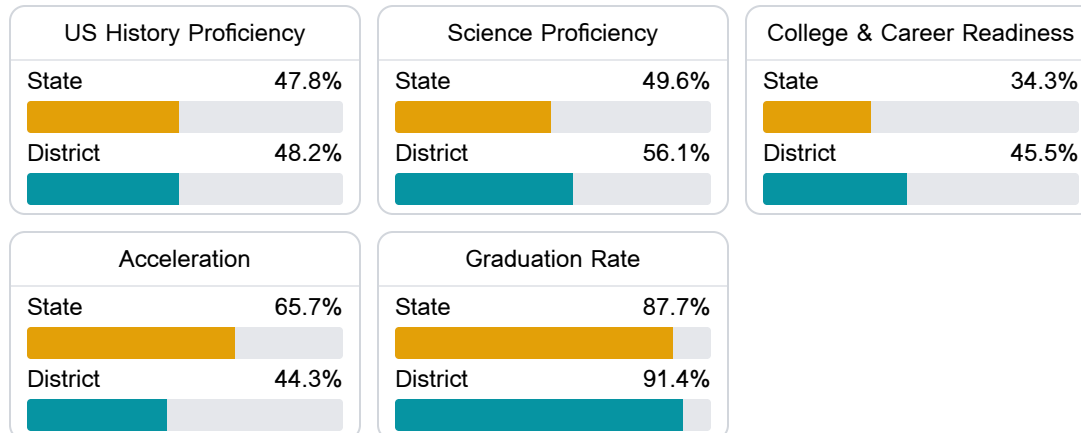 US History Proficiency
State 47.8%
District 48.2%
Science Proficiency
State 49.6%
District 56.1%
College & Career Readiness
State 34.3%
District 45.5%
Acceleration
State 65.7%
District 44.3%
Graduation Rate
State 87.7%
District 91.4%